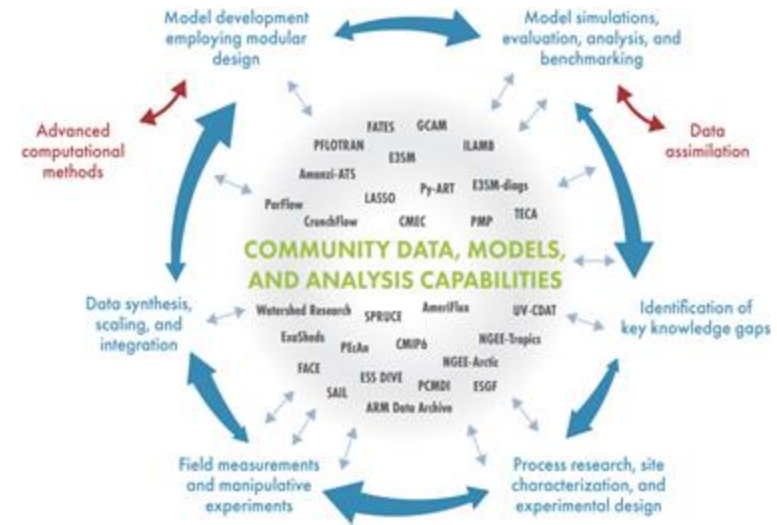 Model development
employing modular
design
Model simulations,
evaluation, analysis, and
benchmarking
Advanced
computational
methods
Data
assimilation
FATES
GCAM
PFLOTRAN
ILAMB
E3SM
Amanzi-ATS
Py-ART
E3SM-diags
LASSO
ParFlow
TECA
CrunchFlow
CMEC
PMP
COMMUNITY DATA, MODELS,
AND ANALYSIS CAPABILITIES
Data synthesis,
scaling, and
integration
Identification of
key knowledge gaps
Watershed Research
SPRUCE
AmeriFlux
UV-CDAT
ExaSheds
PEcAn
CMIP6
NGEE-Tropics
FACE
NGEE-Arctic
ESS DIVE
PCMDI
ESGF
SAIL
ARM Data Archive
Field measurements
and manipulative
experiments
Process research, site
characterization, and
experimental design